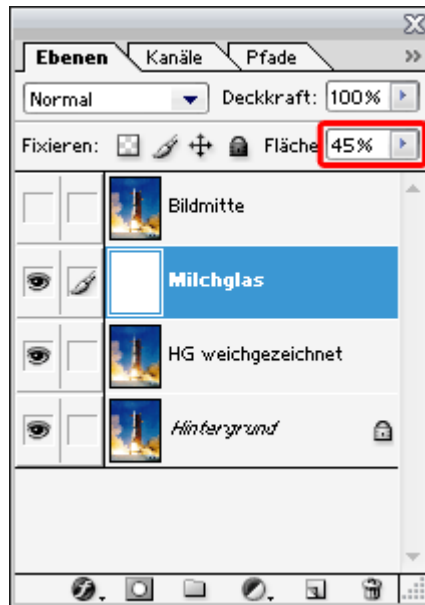 Ebenen Kanäle Pfade
Normal Deckkraft: 100%
Fixieren: Fläche 45%
Bildmitte
Milchglas
HG weichgezeichnet
Hintergrund